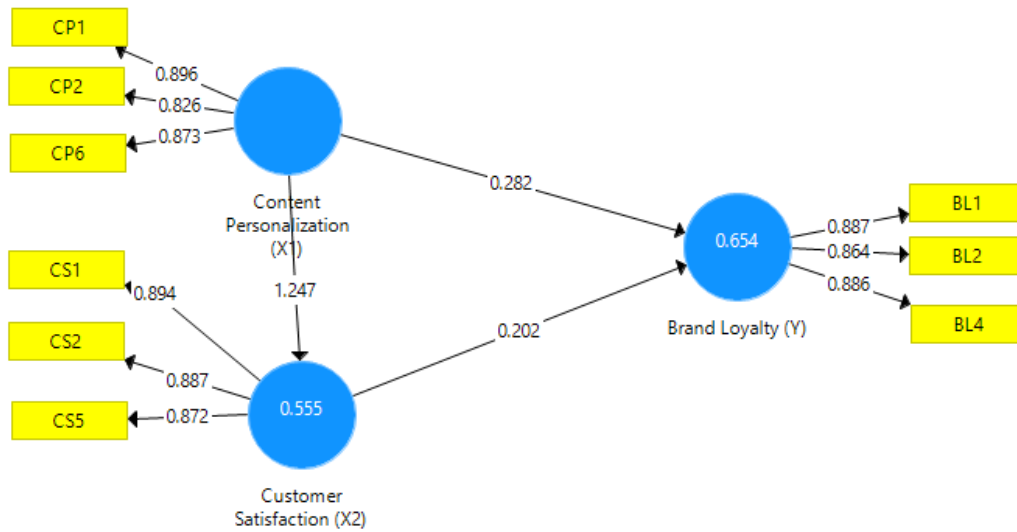 CP1
0.896
CP2
0.826
CP6
0.873
Content
Personalization
(X1)
0.282
BL1
0.887
0.654
0.864
BL2
0.886
BL4
Brand Loyalty (Y)
CS1
0.894
1.247
0.202
CS2
0.887
CS5
0.872
0.555
Customer
Satisfaction (X2)